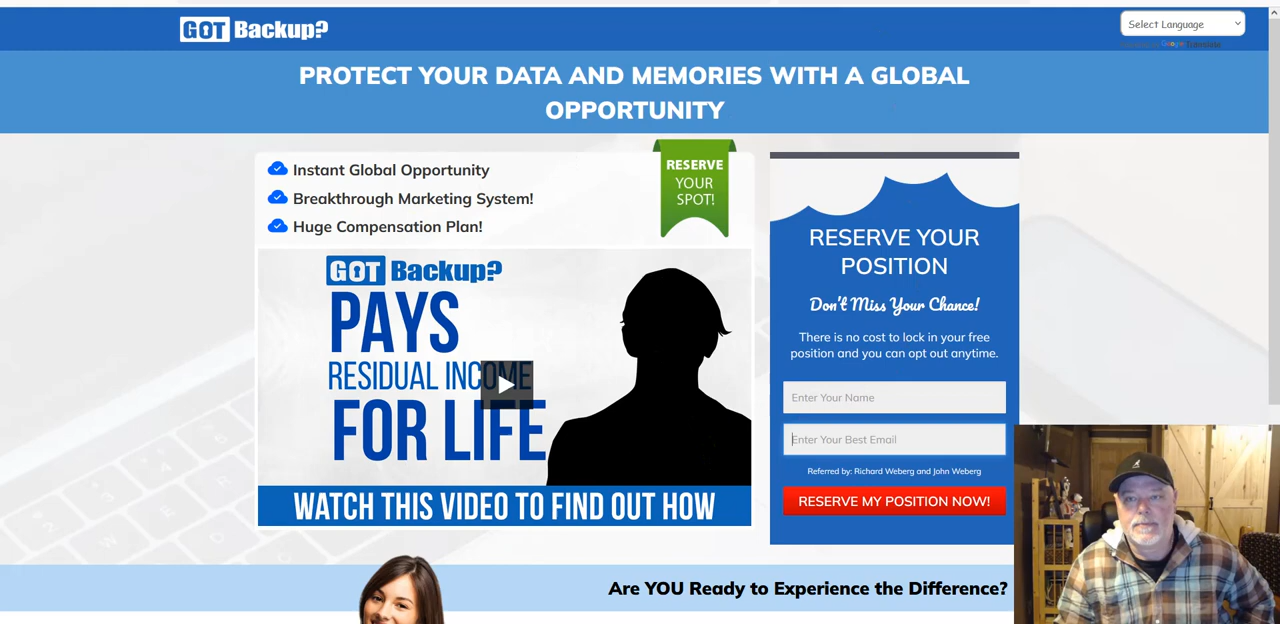 GOT Backup?
Select Language
Google Translate
PROTECT YOUR DATA AND MEMORIES WITH A GLOBAL
OPPORTUNITY
Instant Global Opportunity
Breakthrough Marketing System!
Huge Compensation Plan!
RESERVE
YOUR
SPOT!
GOT Backup?
PAYS
RESIDUAL INCOME
FOR LIFE
WATCH THIS VIDEO TO FIND OUT HOW
RESERVE YOUR
POSITION
Don't Miss Your Chance!
There is no cost to lock in your free
position and you can opt out anytime.
Enter Your Name
Enter Your Best Email
Referred by: Richard Weberg and John Weberg
RESERVE MY POSITION NOW!
Are YOU Ready to Experience the Difference?